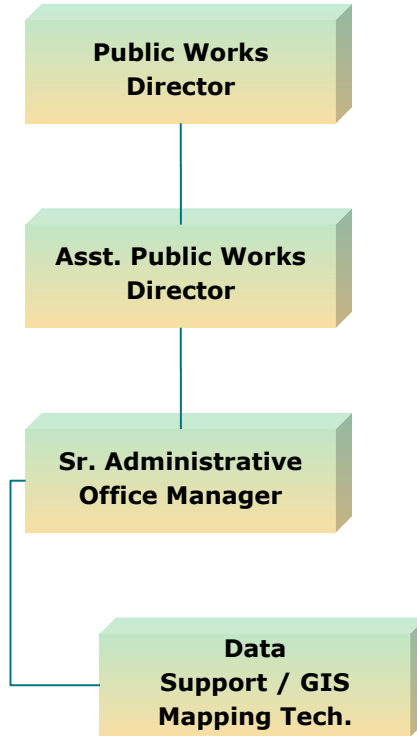 Public Works
Director
Asst. Public Works
Director
Sr. Administrative
Office Manager
Data
Support / GIS
Mapping Tech.